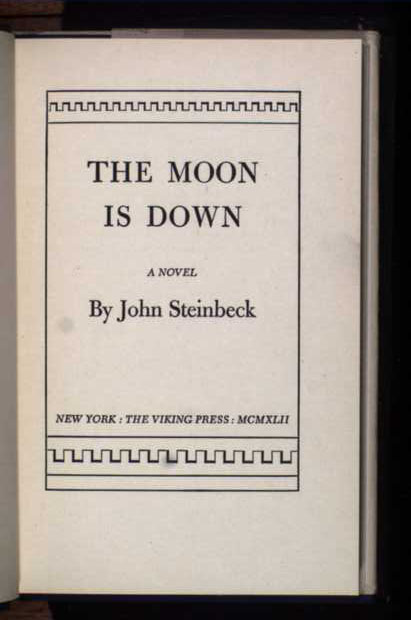 THE MOON
IS DOWN
A NOVEL
By John Steinbeck
NEW YORK : THE VIKING PRESS : MCMXLII